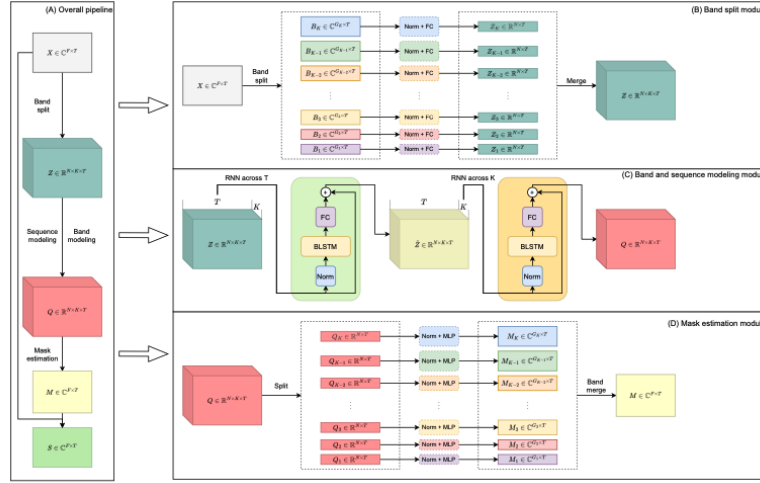 (A) Overall pipeline
X ∈ ℂ^{F×T}
Band
split
Z ∈ ℝ^{N×K×T}
Sequence
modeling
Band
modeling
Q ∈ ℝ^{N×K×T}
Mask
estimation
M ∈ ℂ^{F×T}
S ∈ ℂ^{F×T}
(B) Band split modul
X ∈ ℂ^{F×T}
Band
split
B_K ∈ ℂ^{G_K×T}
Norm + FC
Z_K ∈ ℝ^{N×T}
B_{K−1} ∈ ℂ^{G_{K−1}×T}
Norm + FC
Z_{K−1} ∈ ℝ^{N×T}
B_{K−2} ∈ ℂ^{G_{K−2}×T}
Norm + FC
Z_{K−2} ∈ ℝ^{N×T}
⋮
⋮
B_3 ∈ ℂ^{G_3×T}
Norm + FC
Z_3 ∈ ℝ^{N×T}
B_2 ∈ ℂ^{G_2×T}
Norm + FC
Z_2 ∈ ℝ^{N×T}
B_1 ∈ ℂ^{G_1×T}
Norm + FC
Z_1 ∈ ℝ^{N×T}
Merge
Z ∈ ℝ^{N×K×T}
(C) Band and sequence modeling modu
RNN across T
T
K
Z ∈ ℝ^{N×K×T}
+
FC
BLSTM
Norm
RNN across K
T
K
Ẑ ∈ ℝ^{N×K×T}
+
FC
BLSTM
Norm
Q ∈ ℝ^{N×K×T}
(D) Mask estimation modul
Q ∈ ℝ^{N×K×T}
Split
Q_K ∈ ℝ^{N×T}
Norm + MLP
M_K ∈ ℂ^{G_K×T}
Q_{K−1} ∈ ℝ^{N×T}
Norm + MLP
M_{K−1} ∈ ℂ^{G_{K−1}×T}
Norm + MLP
M_{K−2} ∈ ℂ^{G_{K−2}×T}
⋮
⋮
Q_3 ∈ ℝ^{K×T}
Norm + MLP
M_3 ∈ ℂ^{G_3×T}
Q_2 ∈ ℝ^{K×T}
Norm + MLP
M_2 ∈ ℂ^{G_2×T}
Q_1 ∈ ℝ^{K×T}
Norm + MLP
M_1 ∈ ℂ^{G_1×T}
Band
merge
M ∈ ℂ^{F×T}